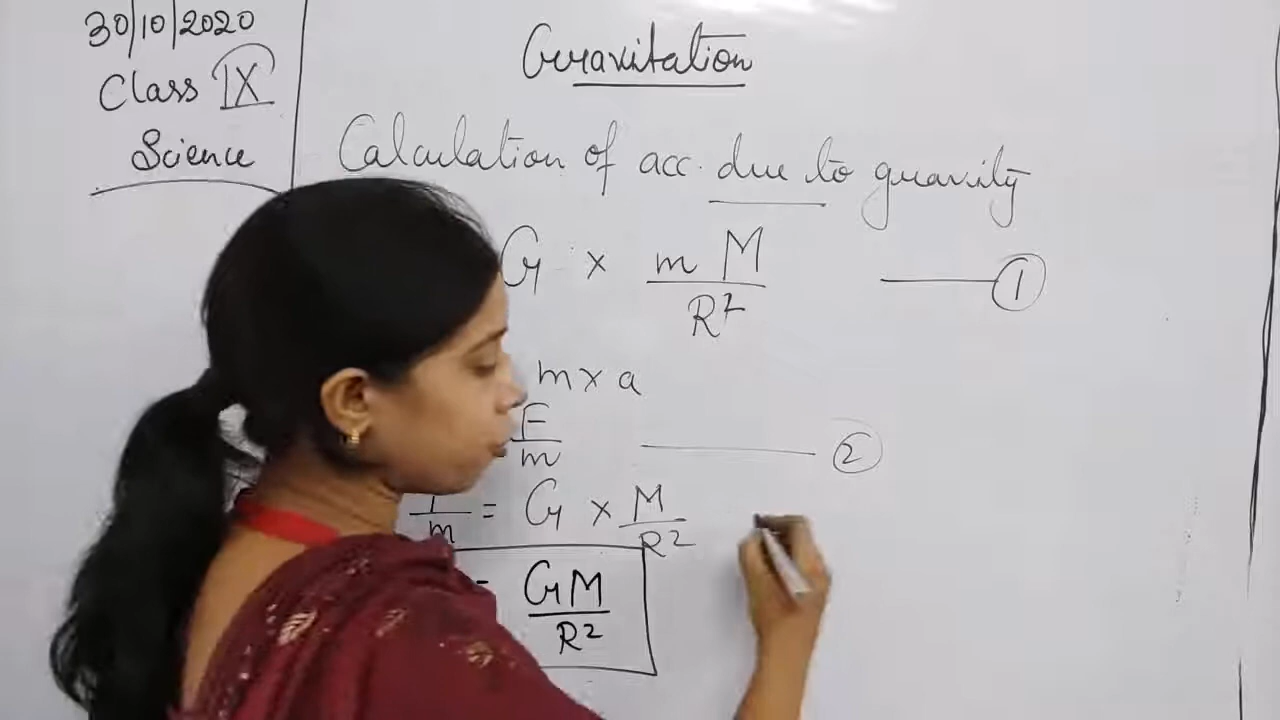 30/10/2020
Class IX
Science
Gravitation
Calculation of acc. due to gravity
G × m M / R² ——— ①
m × a
F / m ——— ②
/ m = G × M / R²
= GM / R²